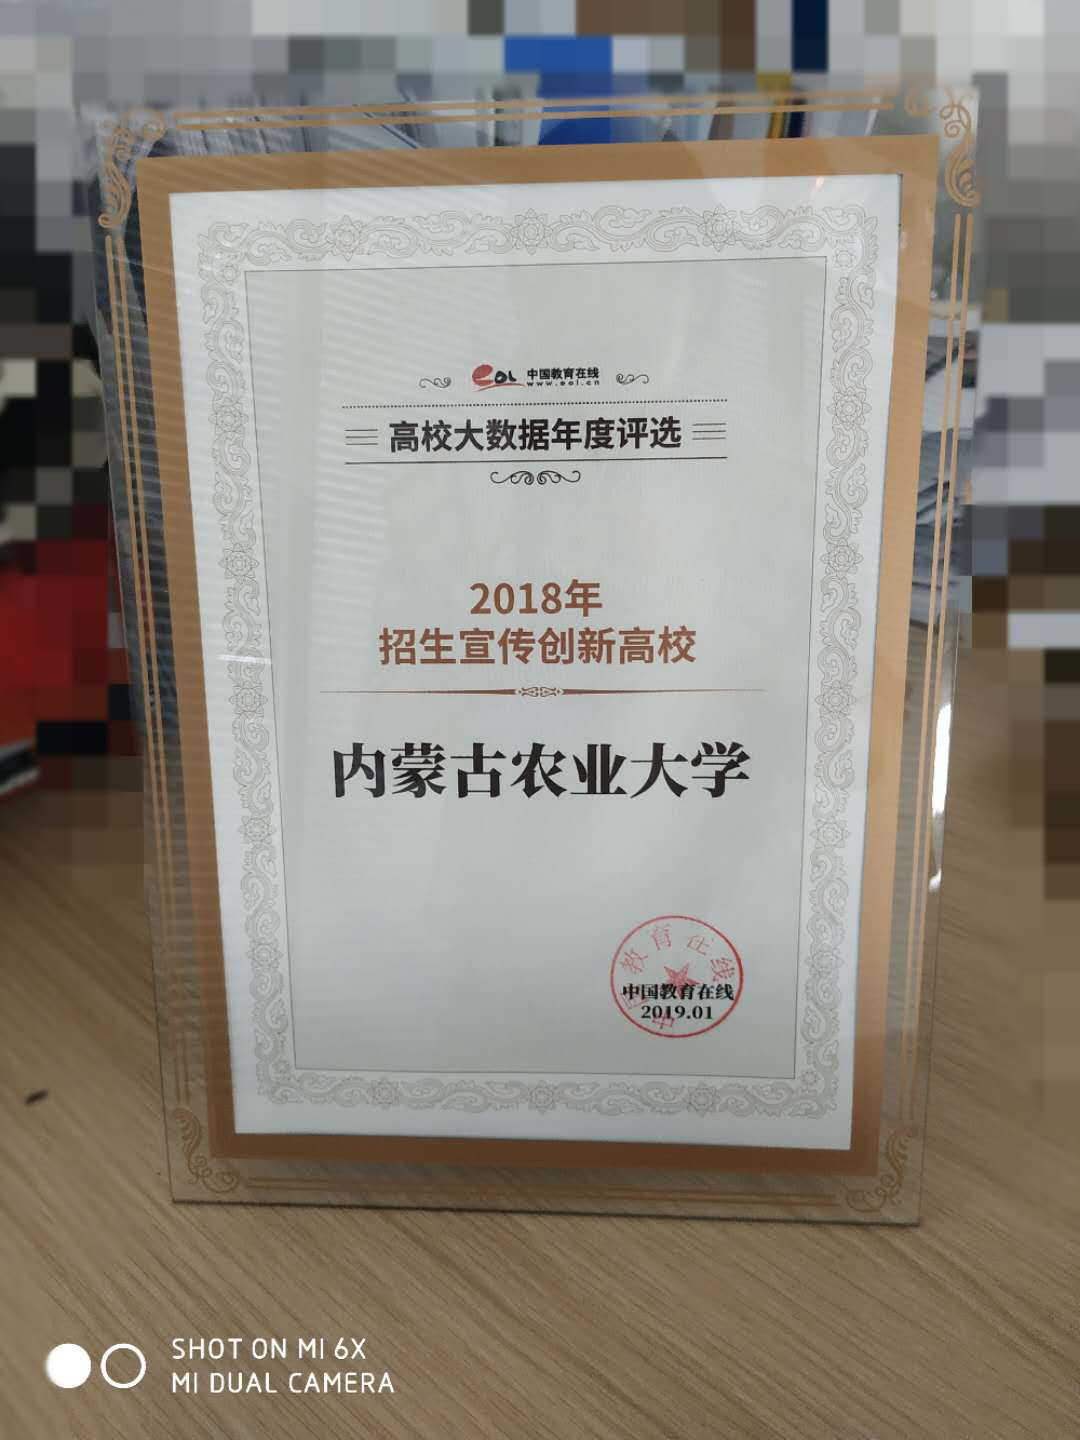 eol 中国教育在线
www.eol.cn
高校大数据年度评选
2018年
招生宣传创新高校
内蒙古农业大学
中国教育在线
中国教育在线
2019.01
SHOT ON MI 6X
MI DUAL CAMERA